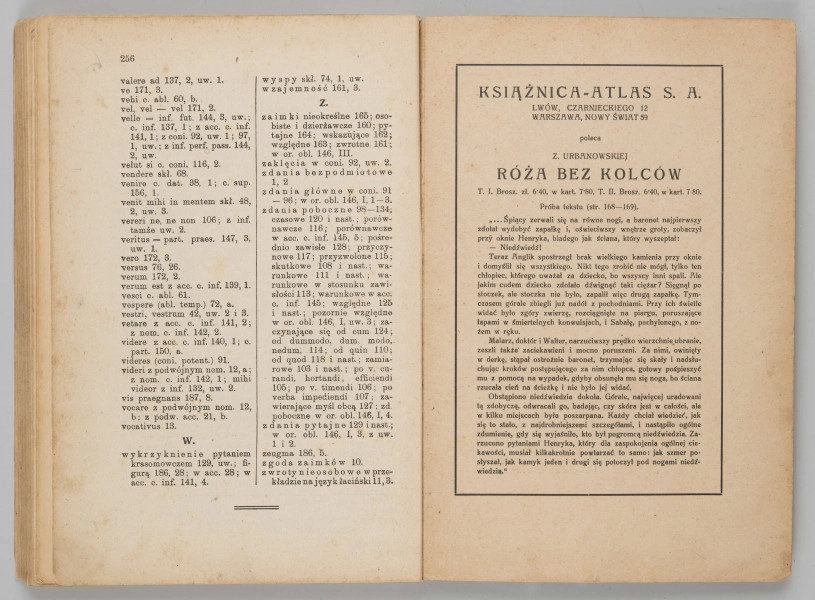 256
valere ad 137, 2, uw. 1.
ve 171, 3.
vehi c. abl. 60, b.
vel, vel — vel 171, 2.
velle — inf. fut. 144, 3, uw.;
c. inf. 137, 1; z acc. c. inf.
141, 1; z coni. 92, uw. 1; 97,
1, uw.; z inf. perf. pass. 144,
2, uw.
velut si c. coni. 116, 2.
vendere skł. 68.
venire c. dat. 38, 1; c. sup.
156, 1.
venit mihi in mentem skł. 48,
2, uw. 3.
vereri ne, ne non 106; z inf.
tamże uw. 2.
veritus — part. praes. 147, 3,
uw. 1.
vero 172, 3.
versus 76, 26.
verum 172, 2.
verum est z acc. c. inf. 139, 1.
vesci c. abl. 61.
vespere (abl. temp.) 72, a.
vestri, vestrum 42, uw. 2 i 3.
vetare z acc. c. inf. 141, 2;
z nom. c. inf. 142, 2.
videre z acc. c. inf. 140, 1; c.
part. 150, a.
videres (coni. potent.) 91.
videri z podwójnym nom. 12, a;
z nom. c. inf. 142, 1; mihi
videor z inf. 132, uw. 2.
vis praegnans 187, 8.
vocare z podwójnym nom. 12,
b; z podw. acc. 21, b.
vocativus 13.
W.
wykrzyknienie pytaniem
krasomowczem 129, uw.; fi-
gurą 186, 28; w acc. 28; w
acc. c. inf. 141, 4.
wyspy skł. 74, 1, uw.
wzajemność 161, 3.
Z.
zaimki nieokreślne 165; oso-
biste i dzierżawcze 160; py-
tajne 164; wskazujące 162;
względne 163; zwrotne 161;
w or. obl. 146, III.
zaklęcia w coni. 92, uw. 2.
zdania bezpodmiotowe
1, 2
zdania główne w coni. 91
— 96; w or. obl. 146, I, 1—3.
zdania poboczne 98—134;
czasowe 120 i nast., porów-
nawcze 116; porównawcze
w acc. c. inf. 145, 5; pośre-
dnio zawisłe 128; przyczy-
nowe 117; przyzwolone 115;
skutkowe 108 i nast.; wa-
runkowe 111 i nast.; wa-
runkowe w stosunku zawi-
słości 113; warunkowe w acc.
c. inf. 145; względne 125
i nast.; pozornie względne
w or. obl. 146, I, uw. 3; za-
czynające się od cum 124;
od dummodo, dum, modo,
nedum, 114; od quin 110;
od quod 118 i nast.; zamia-
rowe 103 i nast.; po v. cu-
randi, hortandi, efficiendi
105; po v. timendi 106; po
verba impediendi 107; za-
wierające myśl obcą 127; zd.
poboczne w or. obl. 146, I, 4.
zdania pytajne 129 i nast.;
w or. obl. 146, I, 3, z uw.
1 i 2.
zeugma 186, 5.
zgoda zaimków 10.
zwroty nieosobowe w prze-
kładzie na język łaciński 11, 3.
KSIĄŻNICA-ATLAS S. A.
LWÓW, CZARNIECKIEGO 12
WARSZAWA, NOWY ŚWIAT 59
poleca
Z. URBANOWSKIEJ
RÓŻA BEZ KOLCÓW
T. I. Brosz. zł. 6·40, w kart. 7·80, T. II. Brosr. 6·40, w kart. 7 80.
Próba tekstu (str. 168—169).
„...Śpiący zerwali się na równe nogi, a baronet najpierwszy
zdołał wydobyć zapałkę i, oświeciwszy wnętrze groty, zobaczył
przy oknie Henryka, bladego jak ściana, który wyszeptał:
— Niedźwiedź!
Teraz Anglik spostrzegł brak wielkiego kamienia przy oknie
i domyślił się wszystkiego. Nikt tego zrobić nie mógł, tylko ten
chłopiec, którego uważał za dziecko, bo wszyscy inni spali. Ale
jakim cudem dziecko zdołało dźwignąć taki ciężar? Sięgnął po
stoczek, ale stoczka nie było, zapalił więc drugą zapałkę. Tym-
czasem górale zbiegli już nadół z pochodniami. Przy ich świetle
widać było zgóry zwierzę, rozciągnięte na piargu, poruszające
łapami w śmiertelnych konwulsjach, i Sabałę, pochylonego, z no-
żem w ręku.
Malarz, doktór i Walter, narzuciwszy prędko wierzchnie ubranie,
zeszli także zaciekawieni i mocno poruszeni. Za nimi, owinięty
w derkę, stąpał ostrożnie baronet, trzymając się skały i nadsłu-
chując kroków postępującego za nim chłopca, gotowy pośpieszyć
mu z pomocą na wypadek, gdyby obsunęła mu się noga, bo ściana
rzucała cień na ścieżkę i nie było jej widać.
Obstąpiono niedźwiedzia dokoła. Górale, najwięcej uradowani
tą zdobyczą, odwracali go, badając, czy skóra jest w całości, ale
w kilku miejscach była poszarpana. Każdy chciał wiedzieć, jak
się to stało, z najdrobniejszemi szczegółami, i nastąpiło ogólne
zdumienie, gdy się wyjaśniło, kto był pogromcą niedźwiedzia. Za-
rzucono pytaniami Henryka, który dla zaspokojenia ogólnej cie-
kawości, musiał kilkakrotnie powtarzać to samo: jak szmer po-
słyszał, jak kamyk jeden i drugi się potoczył pod nogami niedź-
wiedzia."